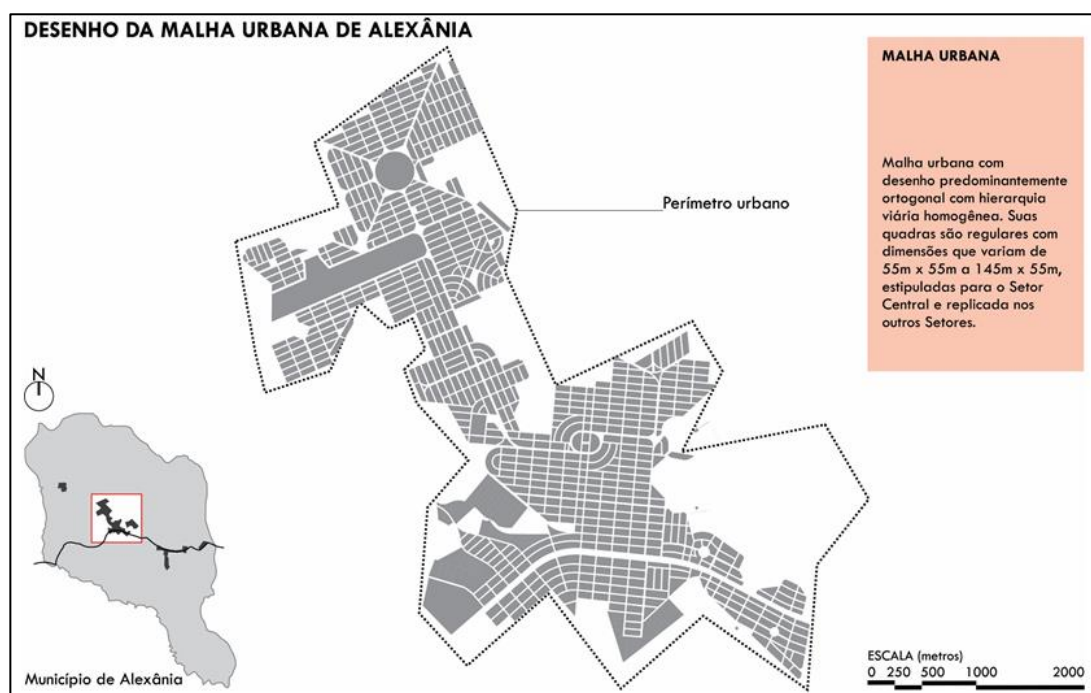 DESENHO DA MALHA URBANA DE ALEXÂNIA
MALHA URBANA
Malha urbana com
desenho predominantemente
ortogonal com hierarquia
viária homogênea. Suas
quadras são regulares com
dimensões que variam de
55m x 55m a 145m x 55m,
estipuladas para o Setor
Central e replicada nos
outros Setores.
Perímetro urbano
N
Município de Alexânia
ESCALA (metros)
0 250 500 1000 2000